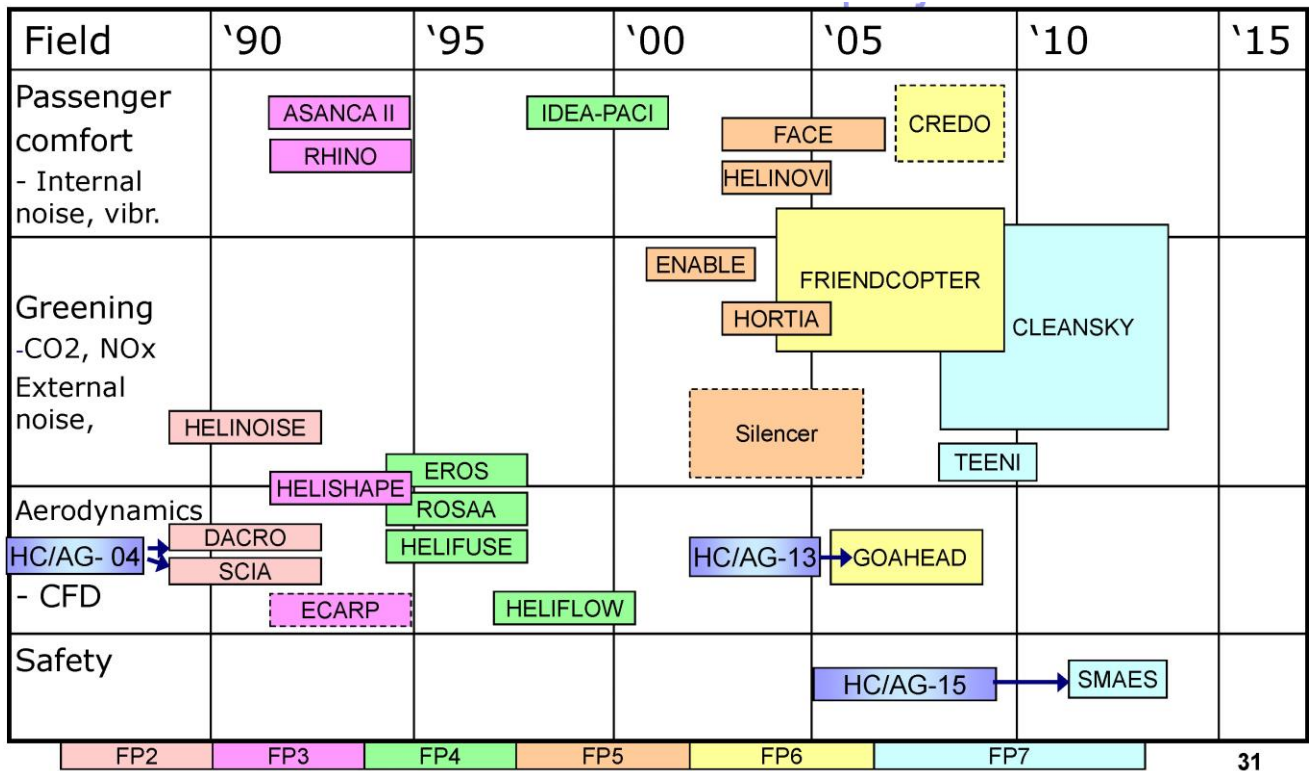 Field
‘90
‘95
‘00
‘05
‘10
‘15
Passenger
comfort
- Internal
noise, vibr.
ASANCA II
RHINO
IDEA-PACI
FACE
HELINOVI
CREDO
Greening
-CO2, NOx
External
noise,
ENABLE
HORTIA
FRIENDCOPTER
CLEANSKY
HELINOISE
Silencer
TEENI
EROS
HELISHAPE
ROSAA
Aerodynamics
HC/AG- 04
- CFD
DACRO
SCIA
HELIFUSE
ECARP
HELIFLOW
HC/AG-13
GOAHEAD
Safety
HC/AG-15
SMAES
FP2
FP3
FP4
FP5
FP6
FP7
31